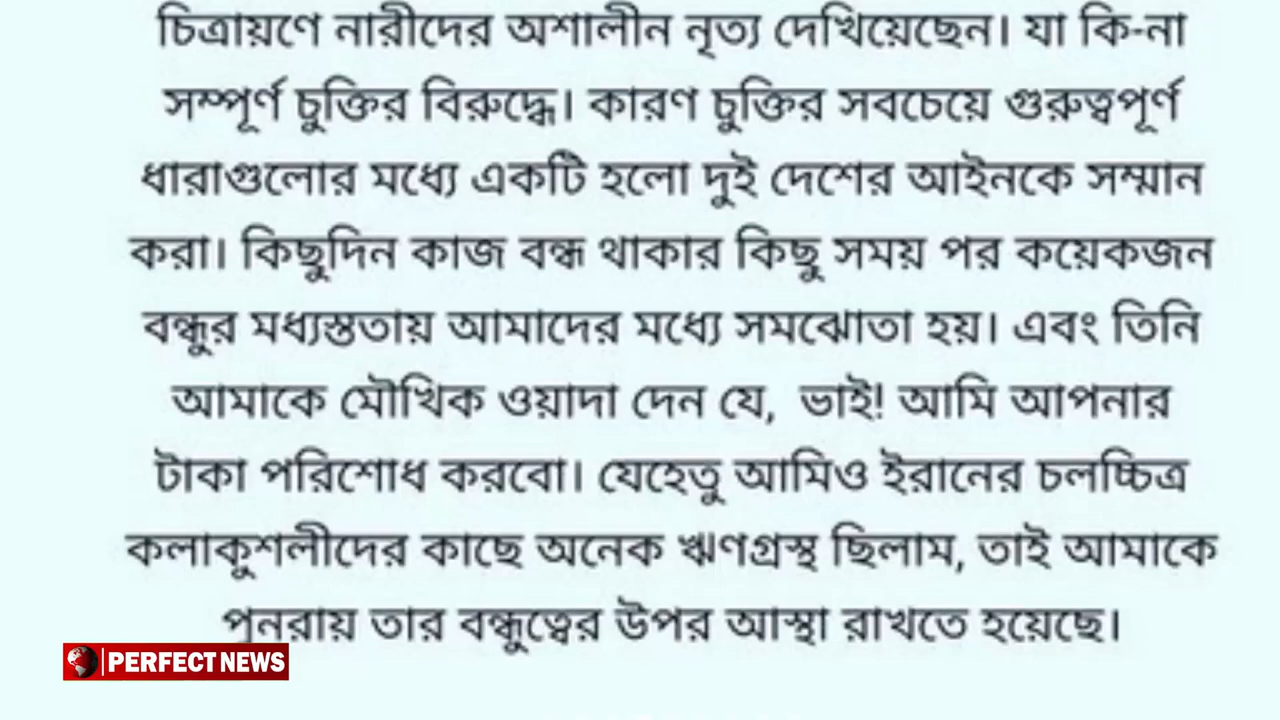 চিত্রায়ণে নারীদের অশালীন নৃত্য দেখিয়েছেন। যা কি-না
সম্পূর্ণ চুক্তির বিরুদ্ধে। কারণ চুক্তির সবচেয়ে গুরুত্বপূর্ণ
ধারাগুলোর মধ্যে একটি হলো দুই দেশের আইনকে সম্মান
করা। কিছুদিন কাজ বন্ধ থাকার কিছু সময় পর কয়েকজন
বন্ধুর মধ্যস্ততায় আমাদের মধ্যে সমঝোতা হয়। এবং তিনি
আমাকে মৌখিক ওয়াদা দেন যে, ভাই! আমি আপনার
টাকা পরিশোধ করবো। যেহেতু আমিও ইরানের চলচ্চিত্র
কলাকুশলীদের কাছে অনেক ঋণগ্রস্থ ছিলাম, তাই আমাকে
পুনরায় তার বন্ধুত্বের উপর আস্থা রাখতে হয়েছে।
PERFECT NEWS